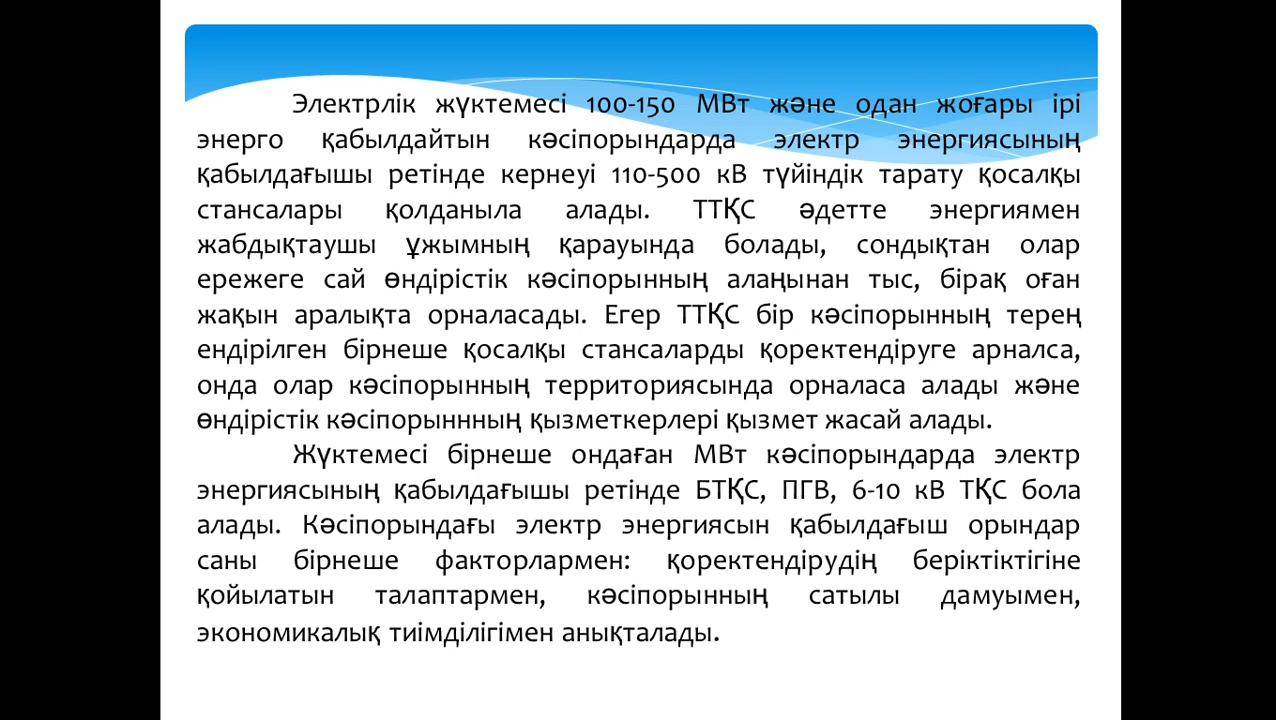 Электрлік жүктемесі 100-150 МВт және одан жоғары ірі
энерго қабылдайтын кәсіпорындарда электр энергиясының
қабылдағышы ретінде кернеуі 110-500 кВ түйіндік тарату қосалқы
стансалары қолданыла алады. ТТҚС әдетте энергиямен
жабдықтаушы ұжымның қарауында болады, сондықтан олар
ережеге сай өндірістік кәсіпорынның алаңынан тыс, бірақ оған
жақын аралықта орналасады. Егер ТТҚС бір кәсіпорынның терең
ендірілген бірнеше қосалқы стансаларды қоректендіруге арналса,
онда олар кәсіпорынның территориясында орналаса алады және
өндірістік кәсіпорыннның қызметкерлері қызмет жасай алады.
Жүктемесі бірнеше ондаған МВт кәсіпорындарда электр
энергиясының қабылдағышы ретінде БТҚС, ПГВ, 6-10 кВ ТҚС бола
алады. Кәсіпорындағы электр энергиясын қабылдағыш орындар
саны бірнеше факторлармен: қоректендірудің беріктіктігіне
қойылатын талаптармен, кәсіпорынның сатылы дамуымен,
экономикалық тиімділігімен анықталады.